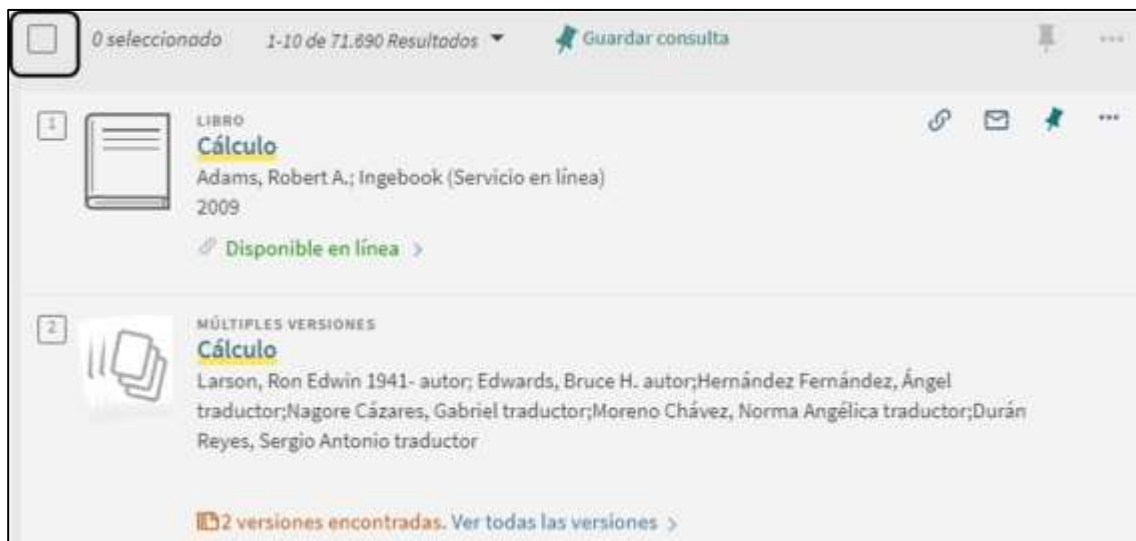 0 seleccionado 1-10 de 71.690 Resultados Guardar consulta
1
LIBRO
Cálculo
Adams, Robert A.; Ingebook (Servicio en línea)
2009
Disponible en línea >
2
MÚLTIPLES VERSIONES
Cálculo
Larson, Ron Edwin 1941- autor; Edwards, Bruce H. autor;Hernández Fernández, Ángel
traductor;Nagore Cázares, Gabriel traductor;Moreno Chávez, Norma Angélica traductor;Durán
Reyes, Sergio Antonio traductor
2 versiones encontradas. Ver todas las versiones >